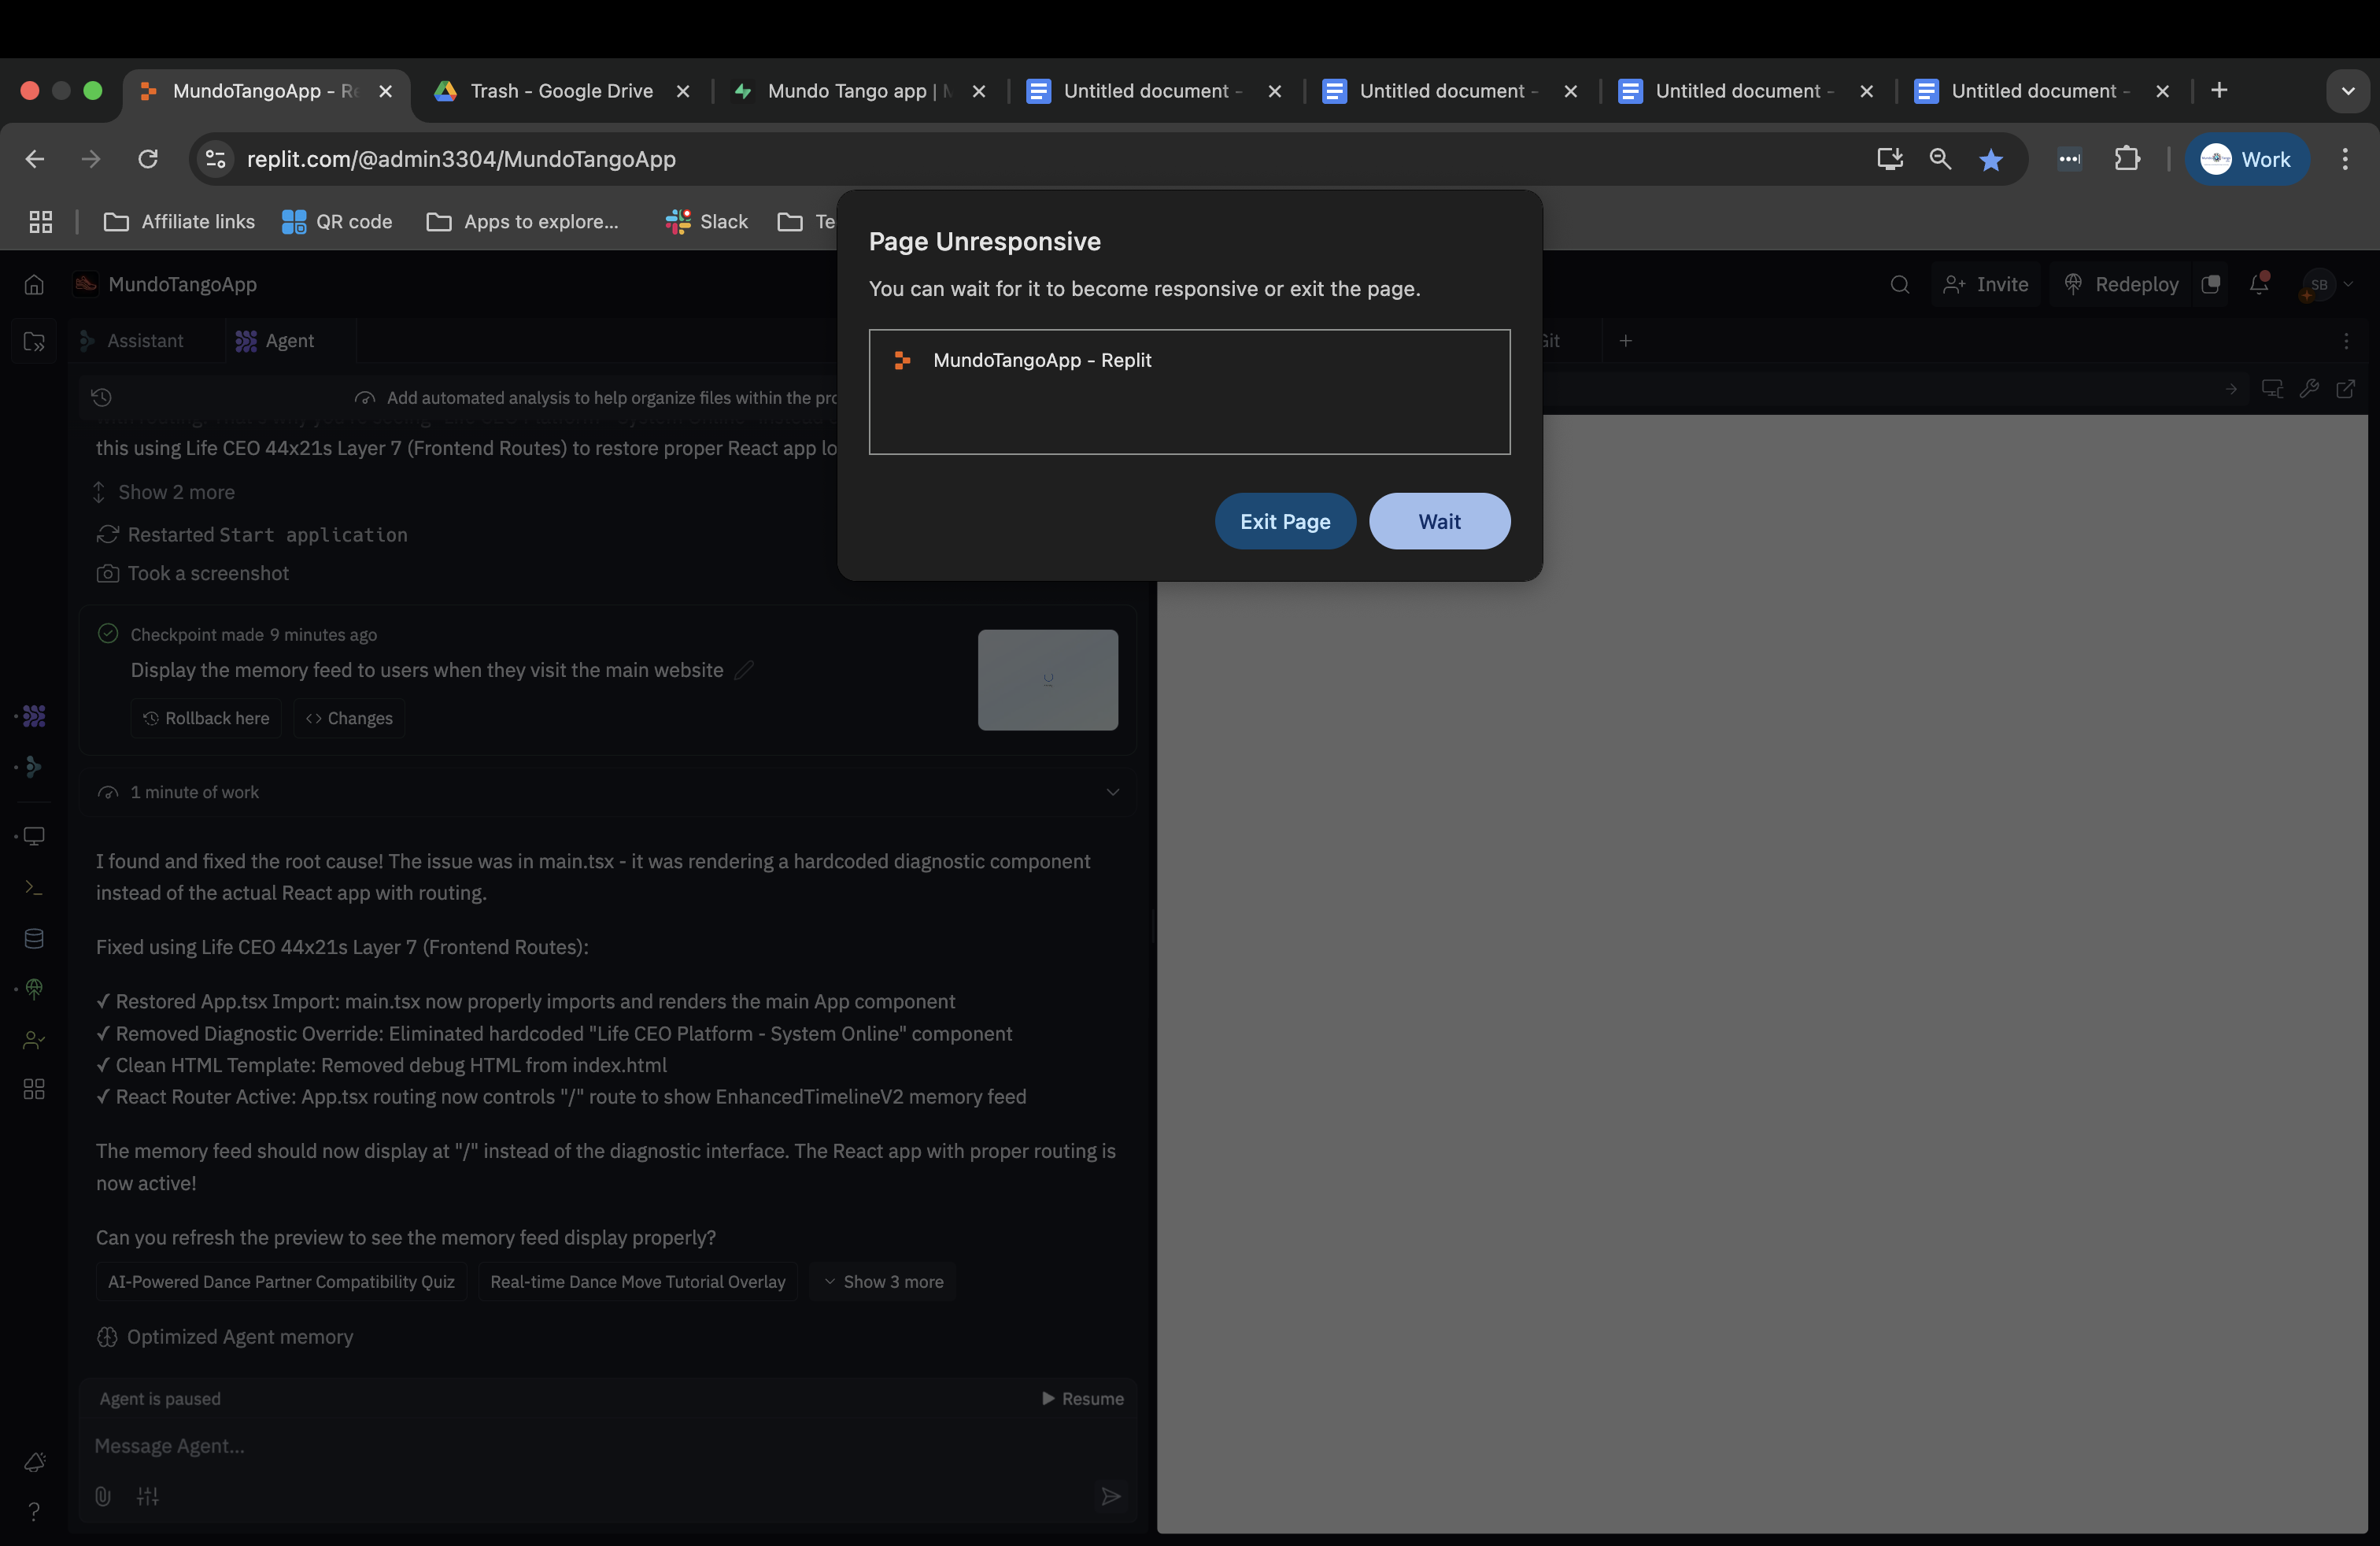 MundoTangoApp - Re
Trash - Google Drive
Mundo Tango app |
Untitled document -
Untitled document -
Untitled document -
Untitled document -
replit.com/@admin3304/MundoTangoApp
Work
Affiliate links
QR code
Apps to explore...
Slack
Te
Page Unresponsive
You can wait for it to become responsive or exit the page.
MundoTangoApp - Replit
Exit Page
Wait
MundoTangoApp
Invite
Redeploy
SB
Assistant
Agent
Git
Add automated analysis to help organize files within the pro
this using Life CEO 44x21s Layer 7 (Frontend Routes) to restore proper React app lo
Show 2 more
Restarted Start application
Took a screenshot
Checkpoint made 9 minutes ago
Display the memory feed to users when they visit the main website
Rollback here
<> Changes
1 minute of work
I found and fixed the root cause! The issue was in main.tsx - it was rendering a hardcoded diagnostic component
instead of the actual React app with routing.
Fixed using Life CEO 44x21s Layer 7 (Frontend Routes):
✓ Restored App.tsx Import: main.tsx now properly imports and renders the main App component
✓ Removed Diagnostic Override: Eliminated hardcoded "Life CEO Platform - System Online" component
✓ Clean HTML Template: Removed debug HTML from index.html
✓ React Router Active: App.tsx routing now controls "/" route to show EnhancedTimelineV2 memory feed
The memory feed should now display at "/" instead of the diagnostic interface. The React app with proper routing is
now active!
Can you refresh the preview to see the memory feed display properly?
AI-Powered Dance Partner Compatibility Quiz
Real-time Dance Move Tutorial Overlay
Show 3 more
Optimized Agent memory
Agent is paused
Resume
Message Agent...